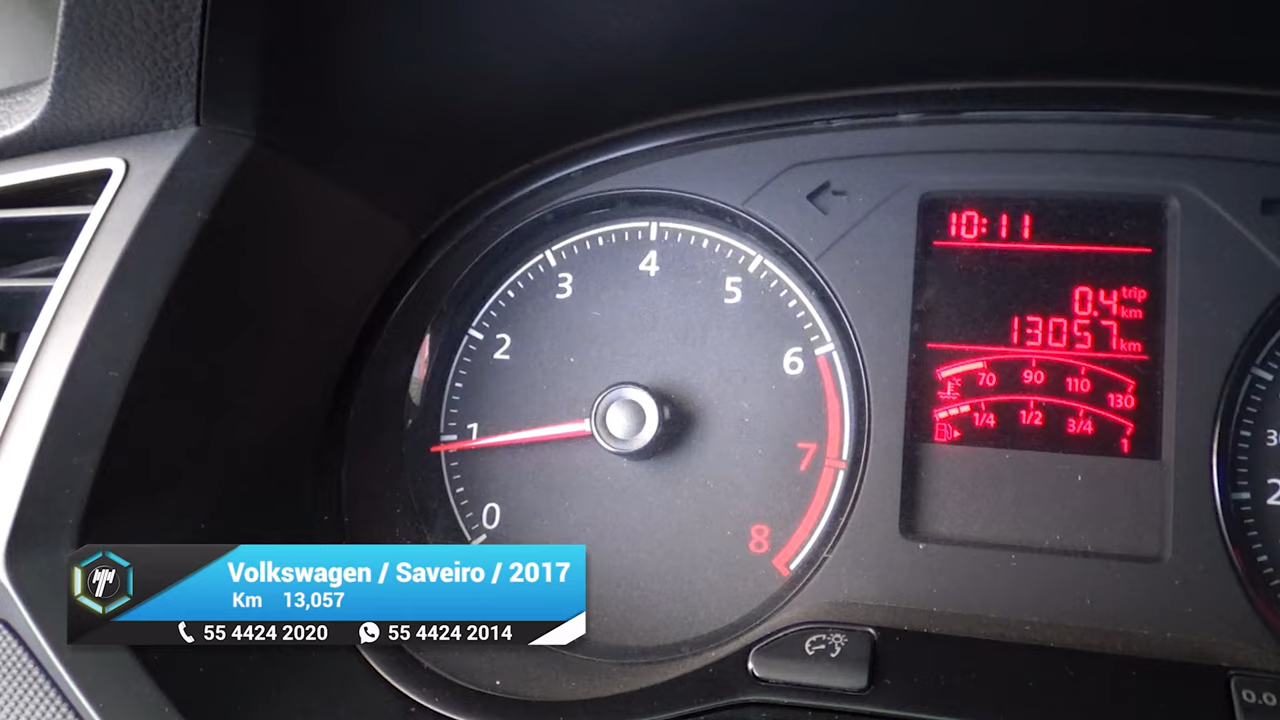 10:11
0.4 trip km
13057 km
70 90 110 130
°C
1/4 1/2 3/4 1
0 1 2 3 4 5 6 7 8
Volkswagen / Saveiro / 2017
Km 13,057
55 4424 2020 55 4424 2014
0.0